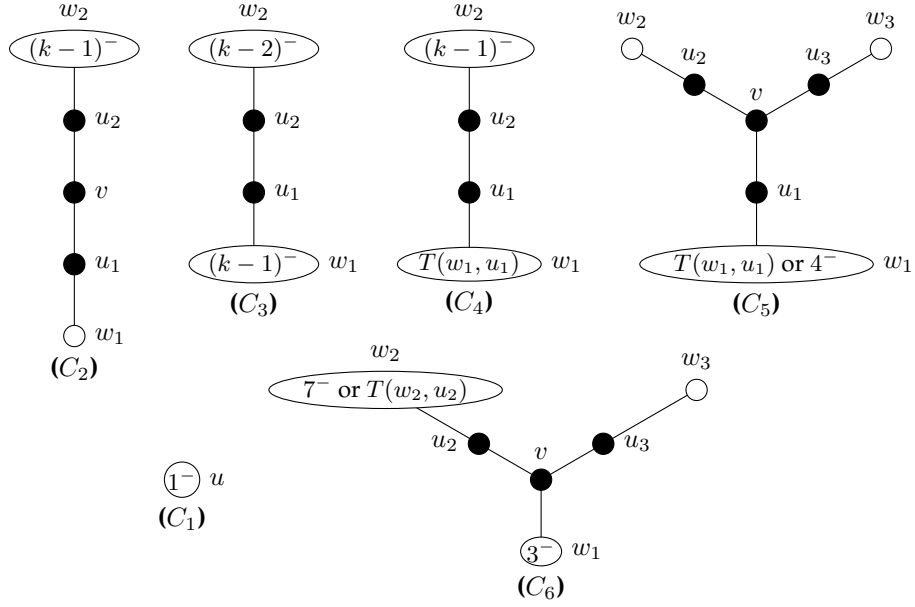 w₂ w₂ w₂
(k − 1)⁻ (k − 2)⁻ (k − 1)⁻ w₂ w₃
u₂ u₃
u₂ u₂ u₂ v
v u₁ u₁ u₁
u₁ (k − 1)⁻ w₁ T(w₁, u₁) w₁ T(w₁, u₁) or 4⁻ w₁
(C₃) (C₄) (C₅)
w₁
(C₂)
w₂ w₃
7⁻ or T(w₂, u₂)
u₂ v u₃
1⁻ u
(C₁)
3⁻ w₁
(C₆)